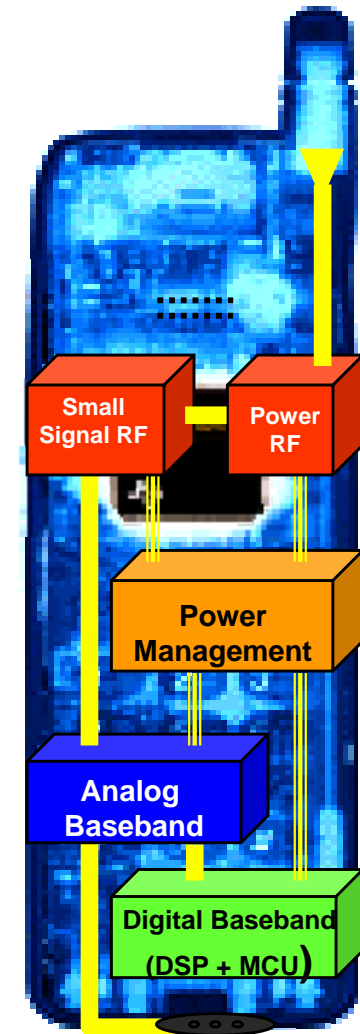 Small
Signal RF
Power
RF
Power
Management
Analog
Baseband
Digital Baseband
(DSP + MCU)